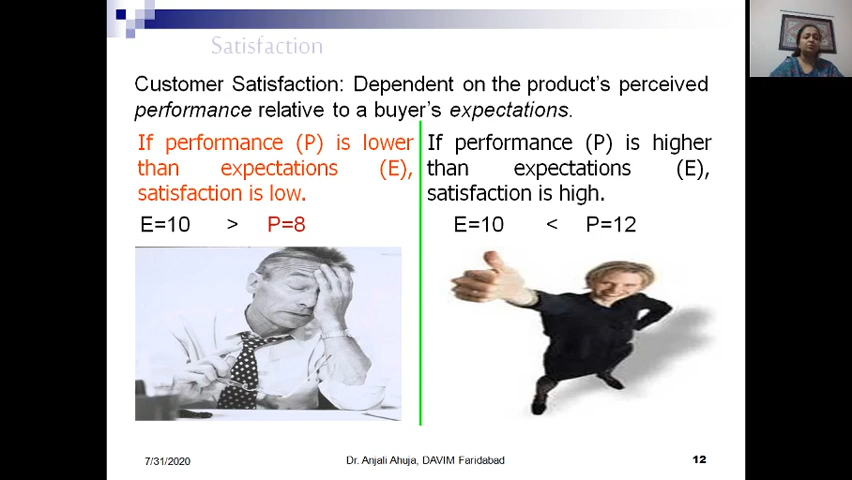 Satisfaction
Customer Satisfaction: Dependent on the product's perceived
performance relative to a buyer's expectations.
If performance (P) is lower
than expectations (E),
satisfaction is low.
E=10 > P=8
If performance (P) is higher
than expectations (E),
satisfaction is high.
E=10 < P=12
7/31/2020
Dr. Anjali Ahuja, DAVIM Faridabad
12